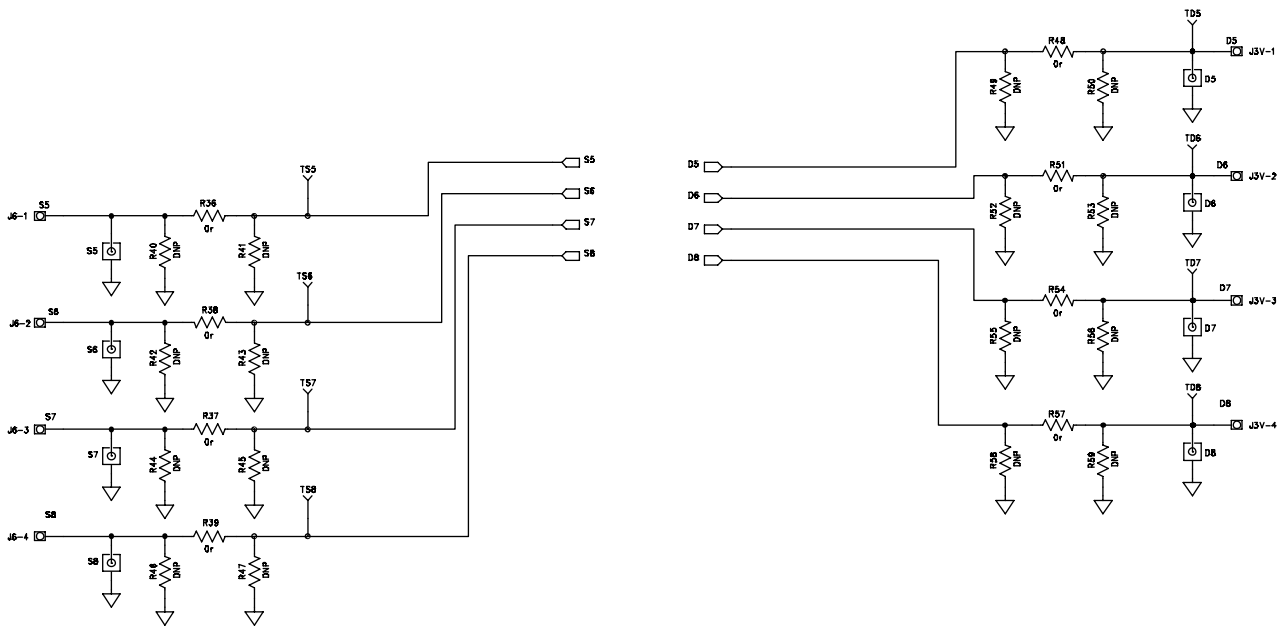 S5
J6-1
R36
0r
TS5
S5
R40
DNP
R41
DNP
S6
J6-2
R38
0r
TS6
S6
R42
DNP
R43
DNP
S7
J6-3
R37
0r
TS7
S7
R44
DNP
R45
DNP
S8
J6-4
R39
0r
TS8
S8
R46
DNP
R47
DNP
S5
S6
S7
S8
D5
D6
D7
D8
R48
0r
TD5
D5
J3V-1
R49
DNP
R50
DNP
D5
R51
0r
TD6
D6
J3V-2
R52
DNP
R53
DNP
D6
R54
0r
TD7
D7
J3V-3
R55
DNP
R56
DNP
D7
R57
0r
TD8
D8
J3V-4
R58
DNP
R59
DNP
D8